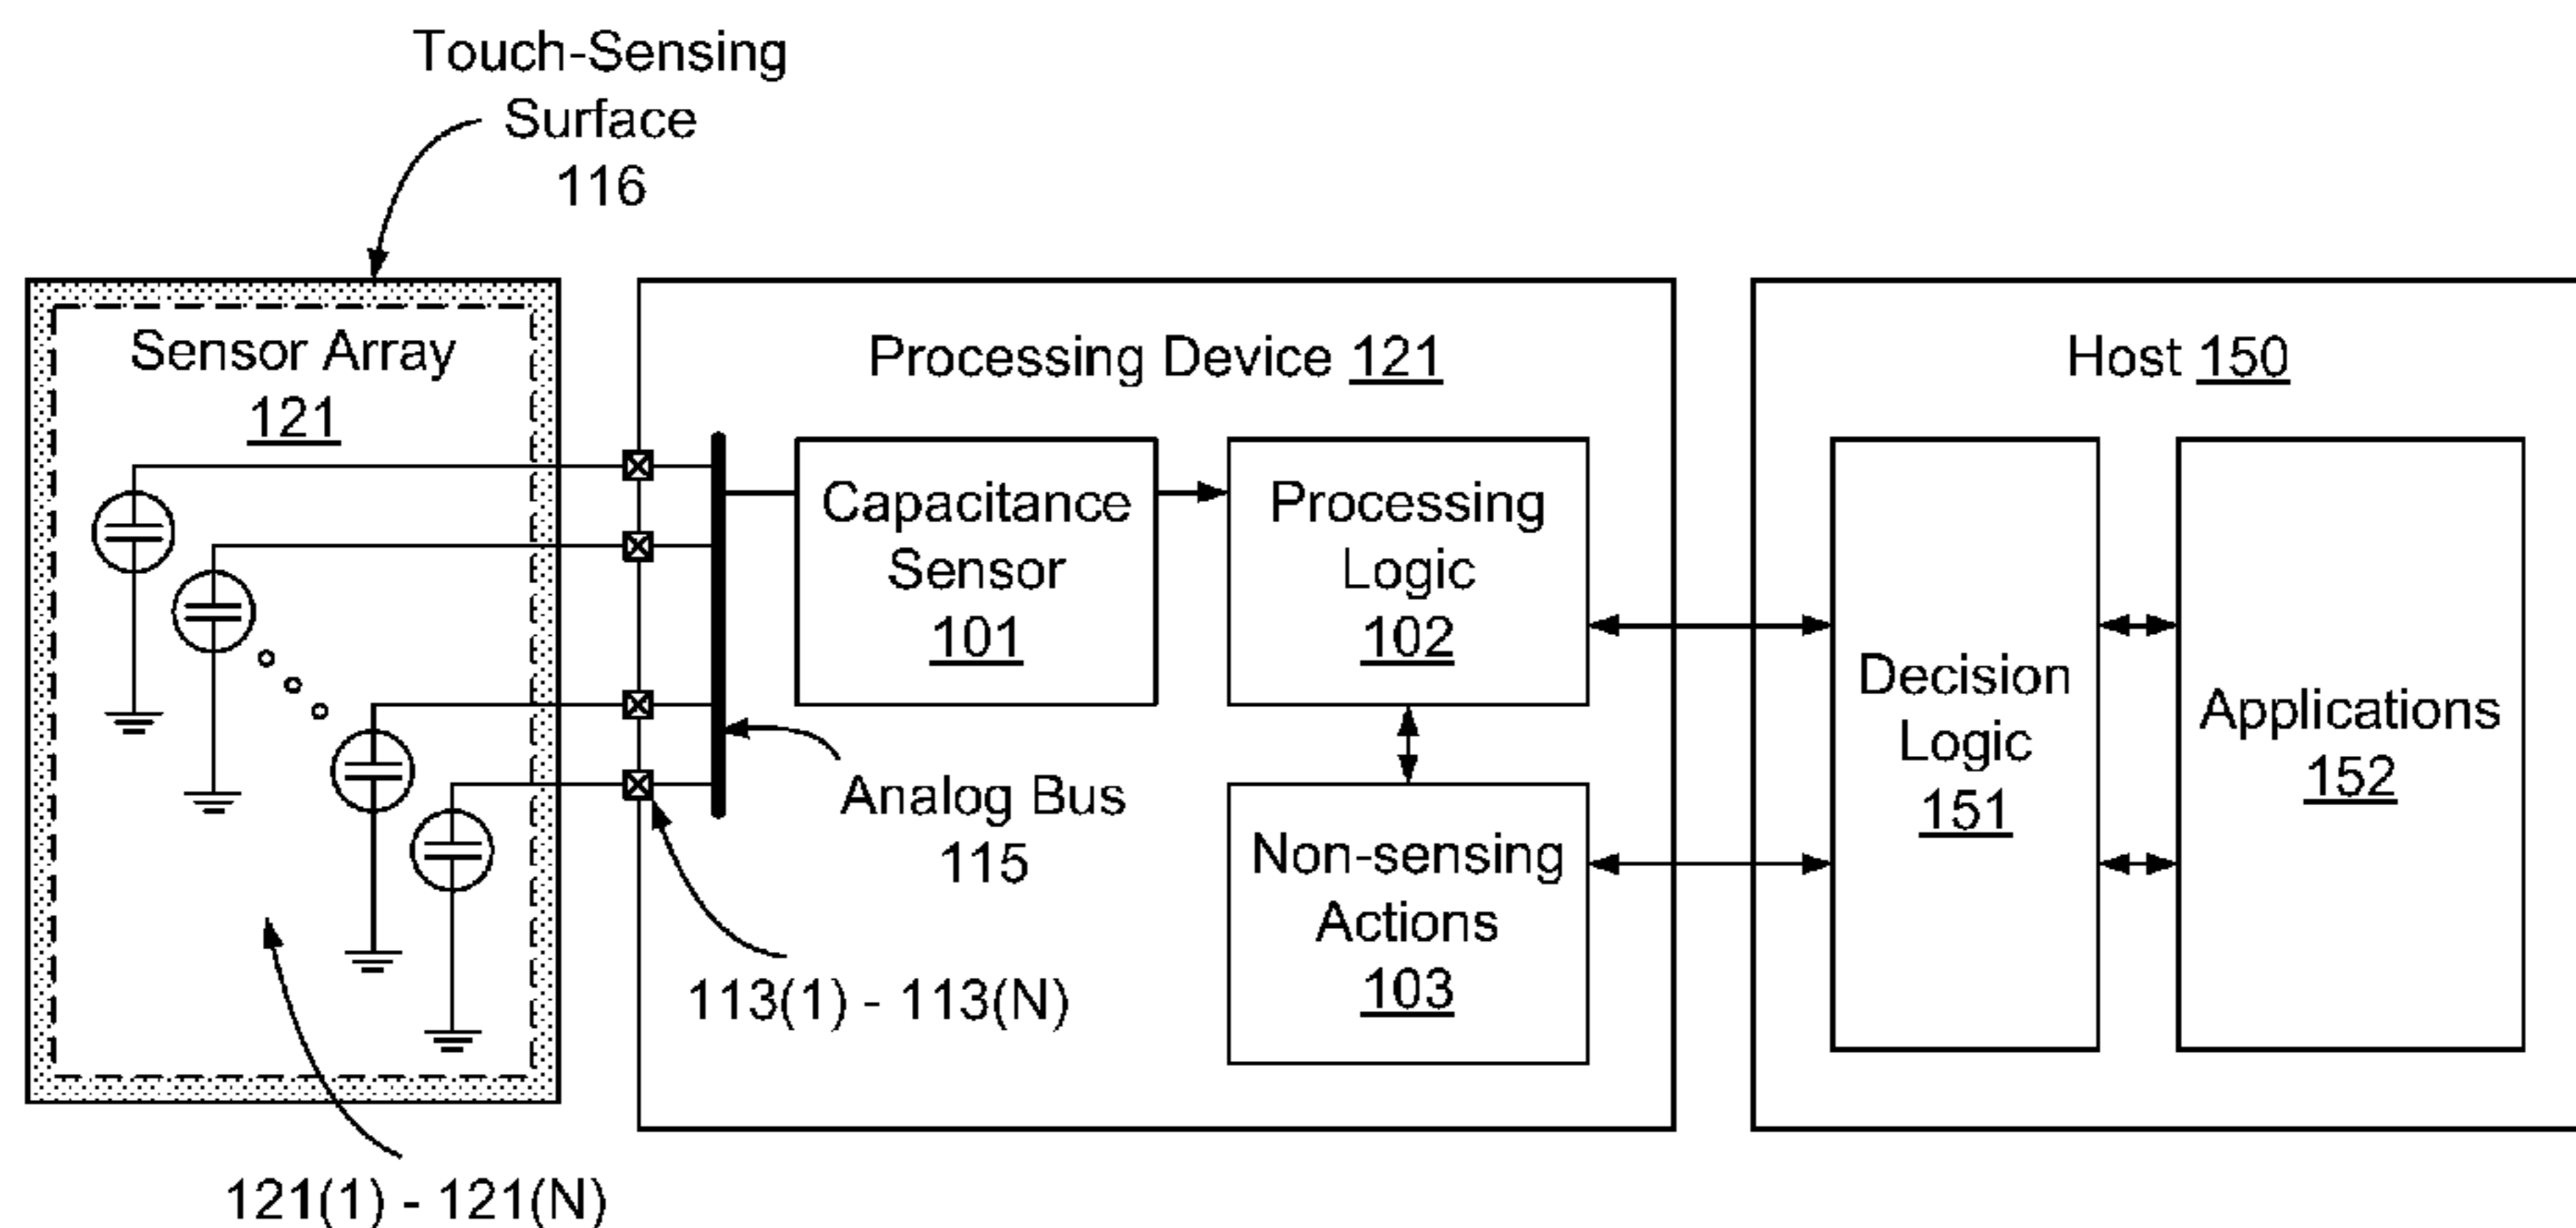 Touch-Sensing
Surface
116
Sensor Array
121
Processing Device 121
Host 150
Capacitance
Sensor
101
Processing
Logic
102
Decision
Logic
151
Applications
152
Analog Bus
115
Non-sensing
Actions
103
113(1) - 113(N)
121(1) - 121(N)